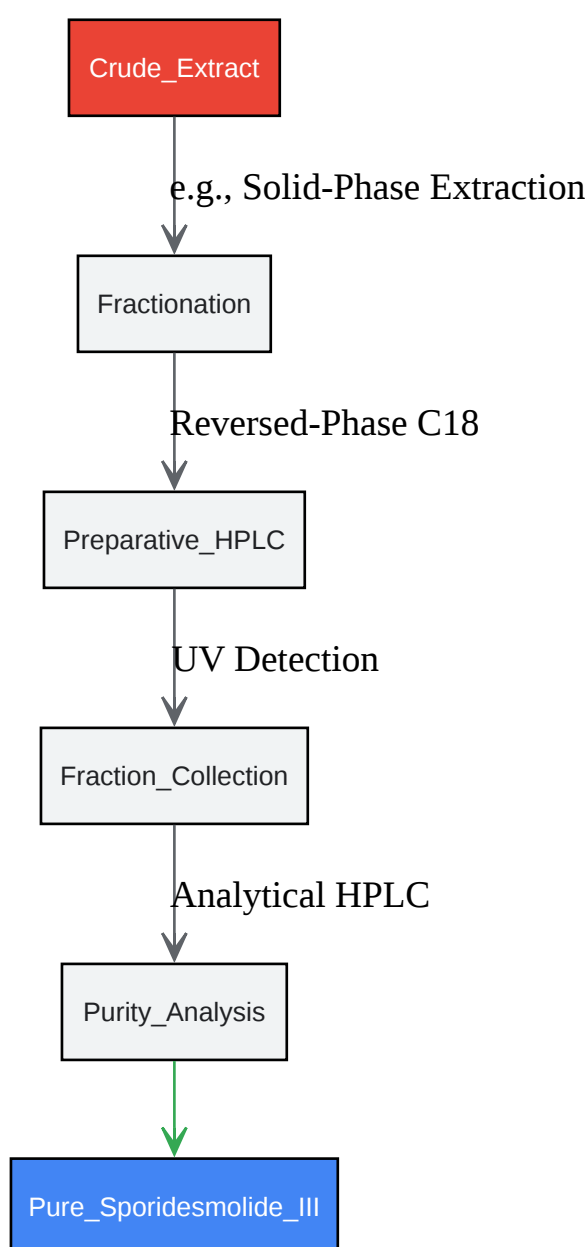 Crude_Extract
e.g., Solid-Phase Extraction
Fractionation
Reversed-Phase C18
Preparative_HPLC
UV Detection
Fraction_Collection
Analytical HPLC
Purity_Analysis
Pure_Sporidesmolide_III